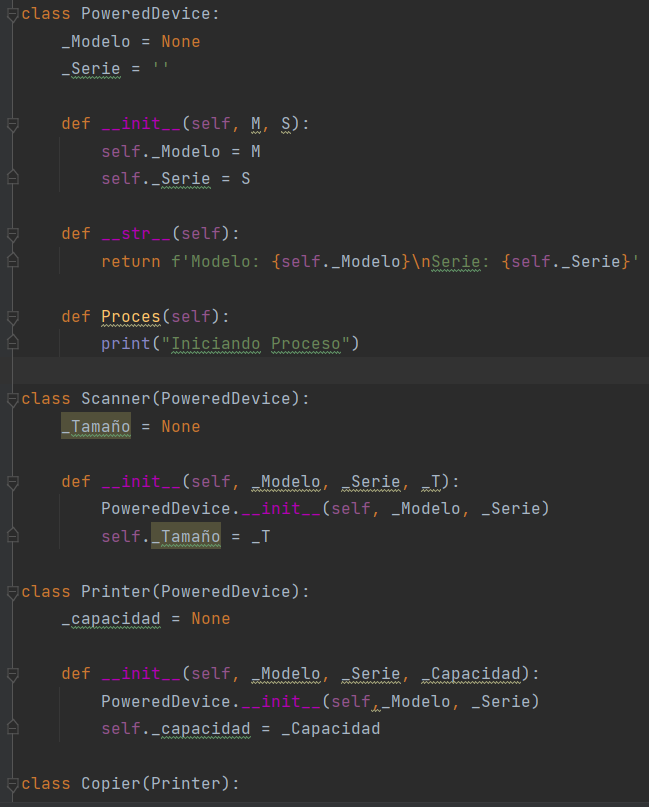 class PoweredDevice:
    _Modelo = None
    _Serie = ''

    def __init__(self, M, S):
        self._Modelo = M
        self._Serie = S

    def __str__(self):
        return f'Modelo: {self._Modelo}\nSerie: {self._Serie}'

    def Proces(self):
        print("Iniciando Proceso")

class Scanner(PoweredDevice):
    _Tamaño = None

    def __init__(self, _Modelo, _Serie, _T):
        PoweredDevice.__init__(self, _Modelo, _Serie)
        self._Tamaño = _T

class Printer(PoweredDevice):
    _capacidad = None

    def __init__(self, _Modelo, _Serie, _Capacidad):
        PoweredDevice.__init__(self,_Modelo, _Serie)
        self._capacidad = _Capacidad

class Copier(Printer):